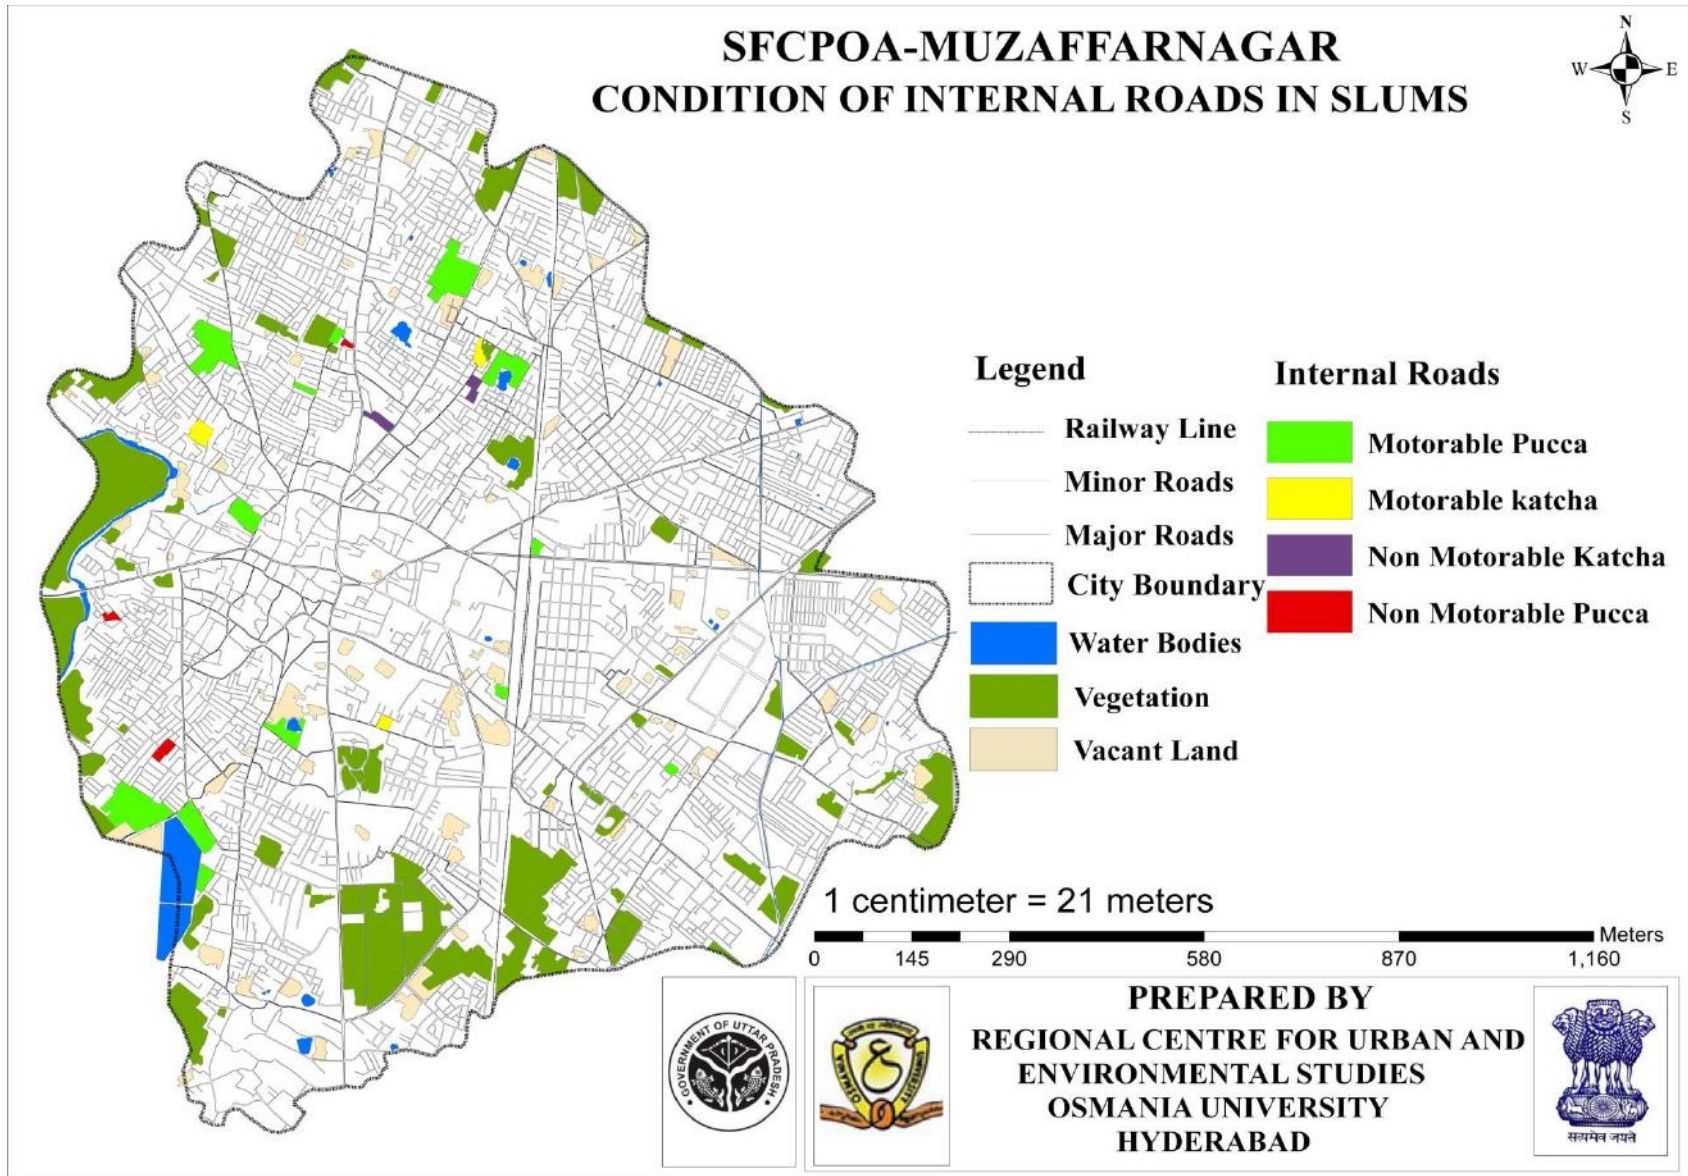 SFCPOA-MUZAFFARNAGAR
CONDITION OF INTERNAL ROADS IN SLUMS
N
W
E
S
Legend
Railway Line
Minor Roads
Major Roads
City Boundary
Water Bodies
Vegetation
Vacant Land
Internal Roads
Motorable Pucca
Motorable katcha
Non Motorable Katcha
Non Motorable Pucca
1 centimeter = 21 meters
Meters
0 145 290 580 870 1,160
GOVERNMENT OF UTTAR PRADESH
PREPARED BY
REGIONAL CENTRE FOR URBAN AND
ENVIRONMENTAL STUDIES
OSMANIA UNIVERSITY
HYDERABAD
सत्यमेव जयते